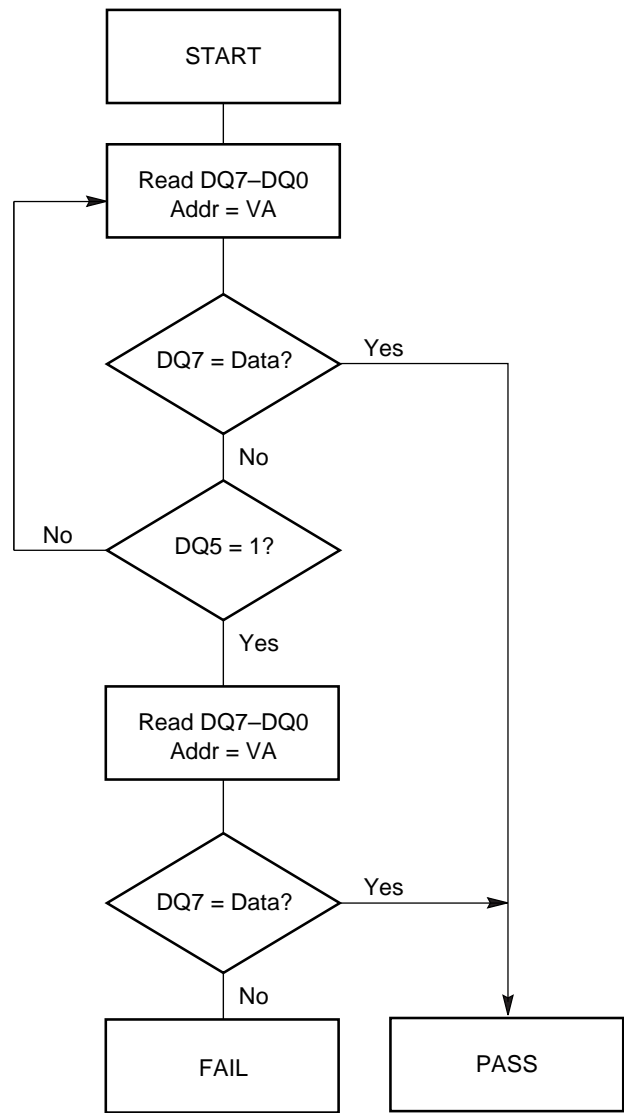 START
Read DQ7–DQ0
Addr = VA
DQ7 = Data?
Yes
No
No
DQ5 = 1?
Yes
Read DQ7–DQ0
Addr = VA
DQ7 = Data?
Yes
No
FAIL
PASS